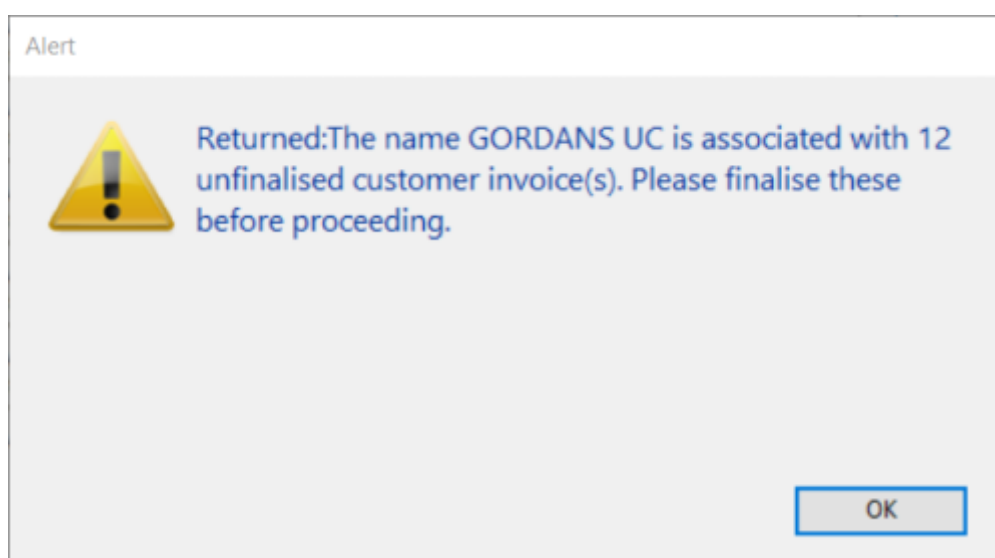 Alert
Returned:The name GORDANS UC is associated with 12
unfinalised customer invoice(s). Please finalise these
before proceeding.
OK